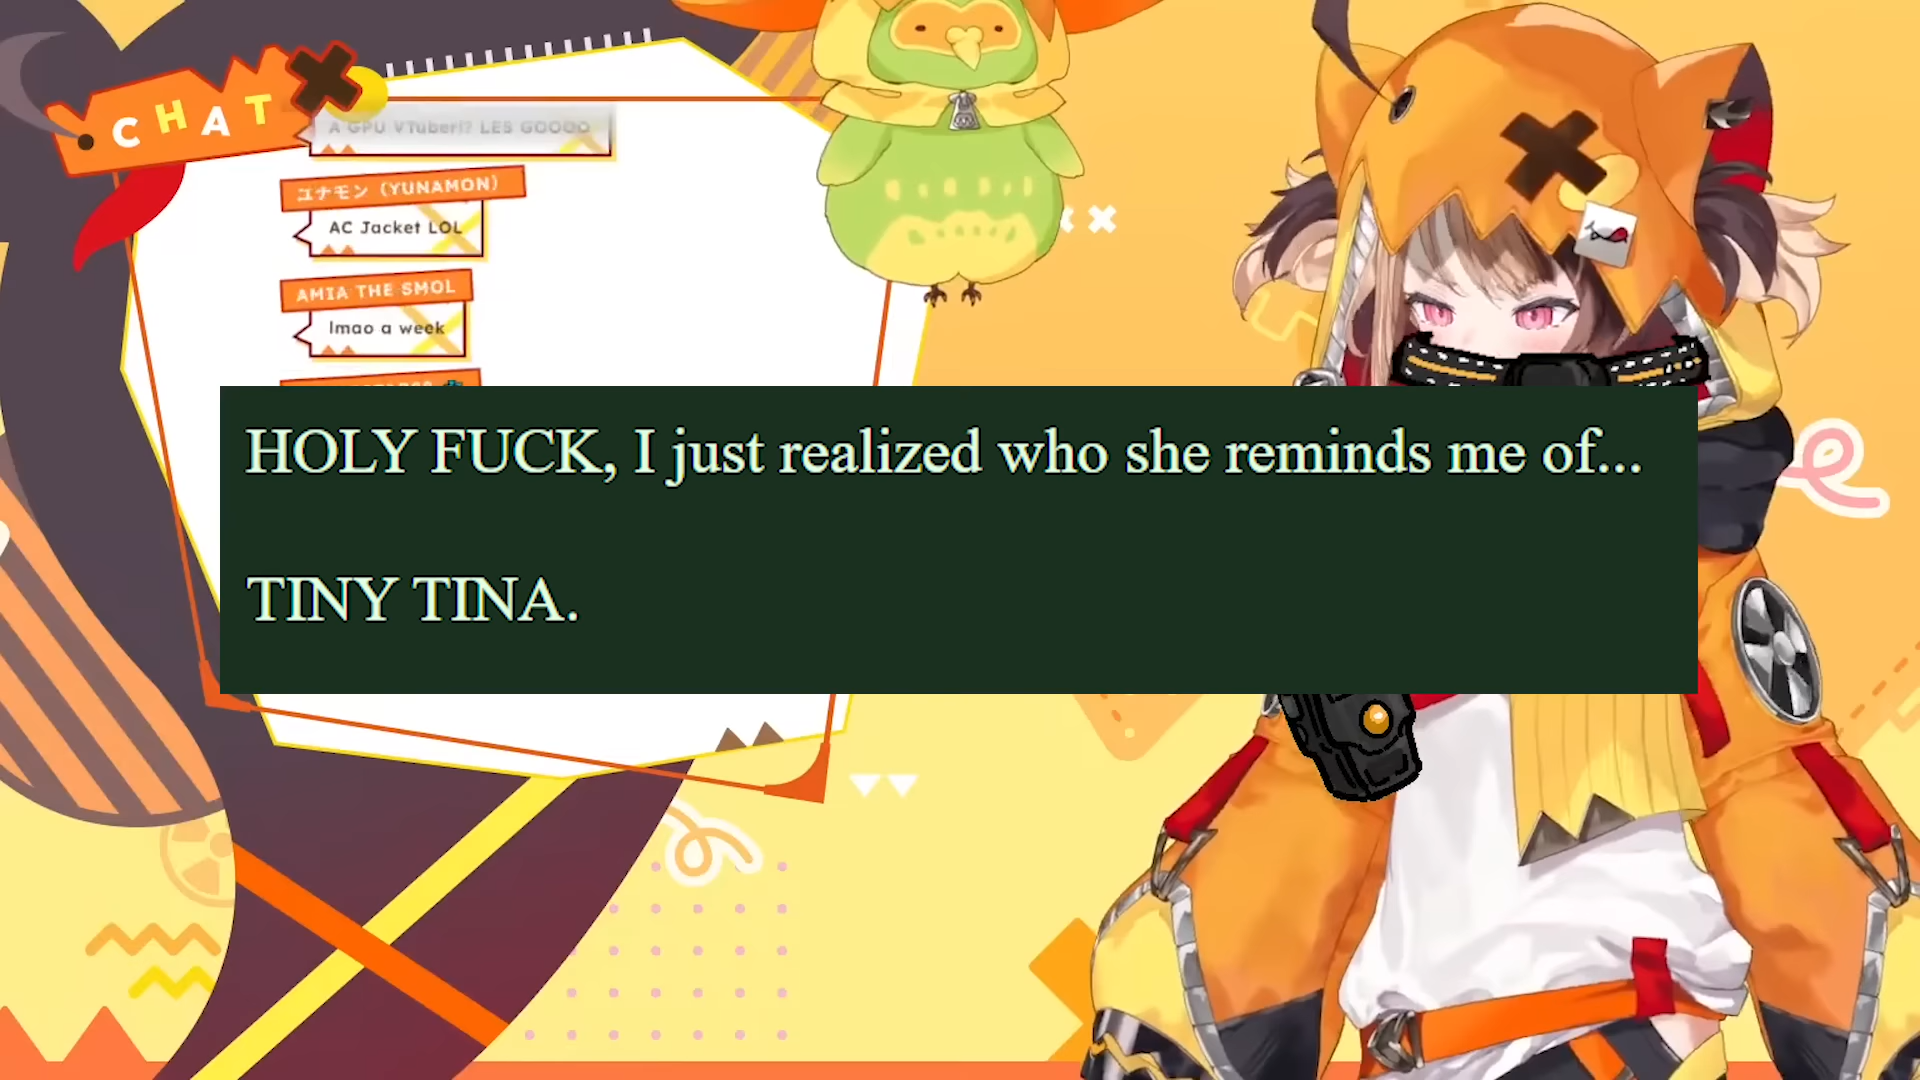 CHAT
A GPU VTuber!? LES GOOOO
ユナモン (YUNAMON)
AC Jacket LOL
AMIA THE SMOL
lmao a week
HOLY FUCK, I just realized who she reminds me of...
TINY TINA.